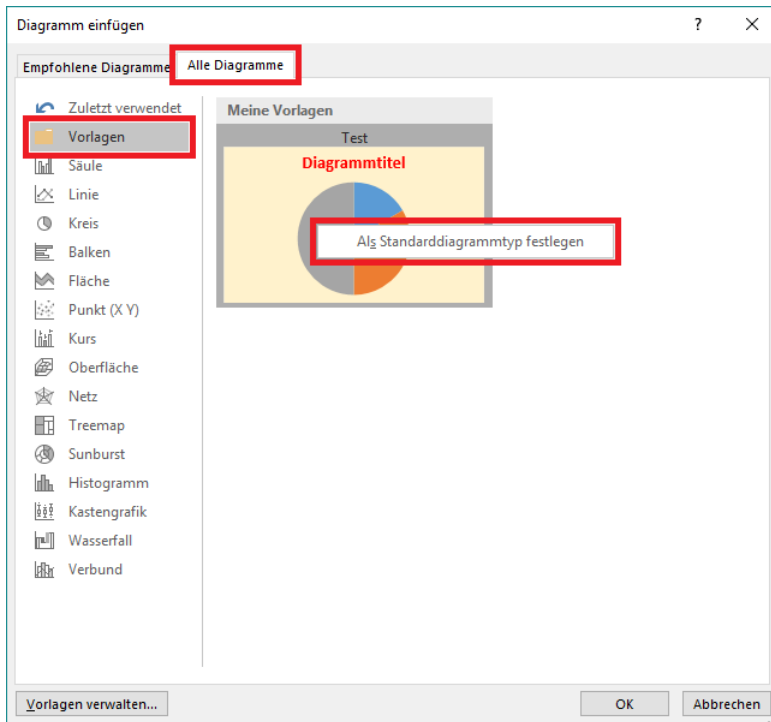 Diagramm einfügen
?
Empfohlene Diagramme
Alle Diagramme
Zuletzt verwendet
Vorlagen
Säule
Linie
Kreis
Balken
Fläche
Punkt (X Y)
Kurs
Oberfläche
Netz
Treemap
Sunburst
Histogramm
Kastengrafik
Wasserfall
Verbund
Meine Vorlagen
Test
Diagrammtitel
Als Standarddiagrammtyp festlegen
Vorlagen verwalten...
OK
Abbrechen